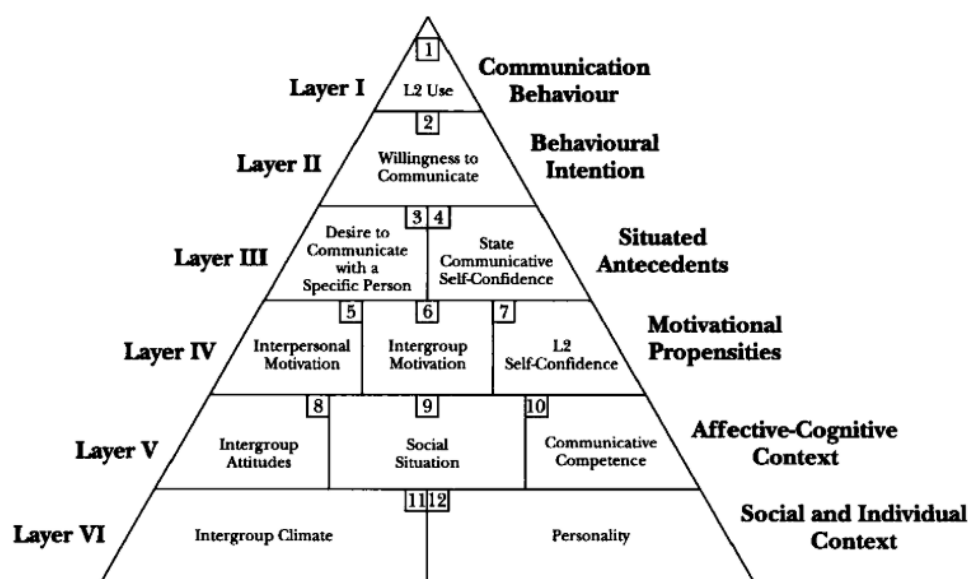 1
Layer I
L2 Use
Communication
Behaviour
2
Layer II
Willingness to
Communicate
Behavioural
Intention
3 4
Layer III
Desire to
Communicate
with a
Specific Person
State
Communicative
Self-Confidence
Situated
Antecedents
5 6 7
Layer IV
Interpersonal
Motivation
Intergroup
Motivation
L2
Self-Confidence
Motivational
Propensities
8 9 10
Layer V
Intergroup
Attitudes
Social
Situation
Communicative
Competence
Affective-Cognitive
Context
11 12
Layer VI
Intergroup Climate
Personality
Social and Individual
Context